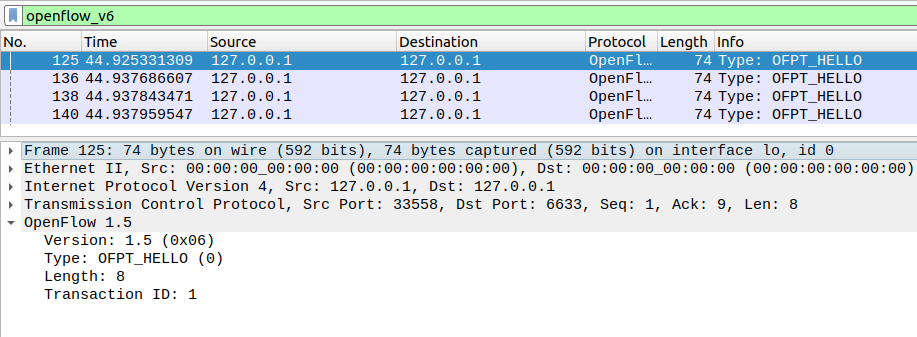 openflow_v6
No. Time Source Destination Protocol Length Info
125 44.925331309 127.0.0.1 127.0.0.1 OpenFl… 74 Type: OFPT_HELLO
136 44.937686607 127.0.0.1 127.0.0.1 OpenFl… 74 Type: OFPT_HELLO
138 44.937843471 127.0.0.1 127.0.0.1 OpenFl… 74 Type: OFPT_HELLO
140 44.937959547 127.0.0.1 127.0.0.1 OpenFl… 74 Type: OFPT_HELLO
Frame 125: 74 bytes on wire (592 bits), 74 bytes captured (592 bits) on interface lo, id 0
Ethernet II, Src: 00:00:00_00:00:00 (00:00:00:00:00:00), Dst: 00:00:00_00:00:00 (00:00:00:00:00:00)
Internet Protocol Version 4, Src: 127.0.0.1, Dst: 127.0.0.1
Transmission Control Protocol, Src Port: 33558, Dst Port: 6633, Seq: 1, Ack: 9, Len: 8
OpenFlow 1.5
Version: 1.5 (0x06)
Type: OFPT_HELLO (0)
Length: 8
Transaction ID: 1